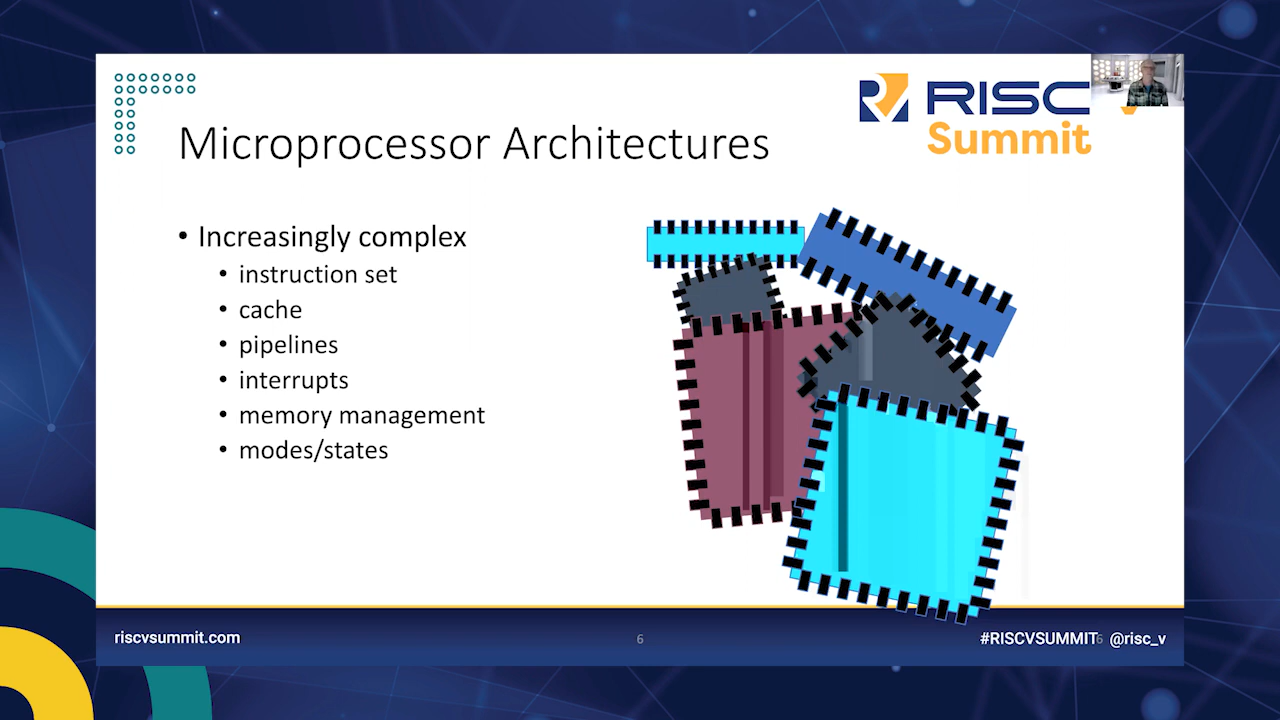 RISC
Summit
Microprocessor Architectures
• Increasingly complex
• instruction set
• cache
• pipelines
• interrupts
• memory management
• modes/states
riscvsummit.com
6
#RISCVSUMMIT6 @risc_v